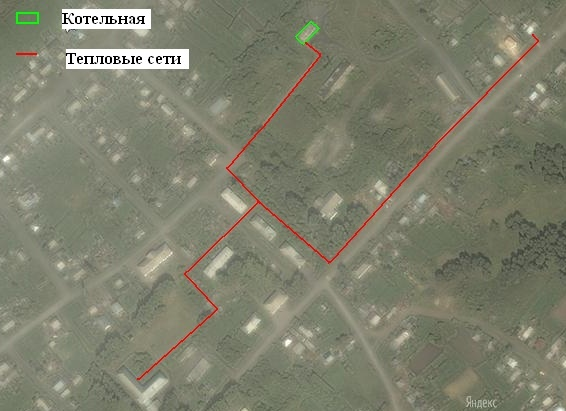 Котельная
Тепловые сети
Яндекс